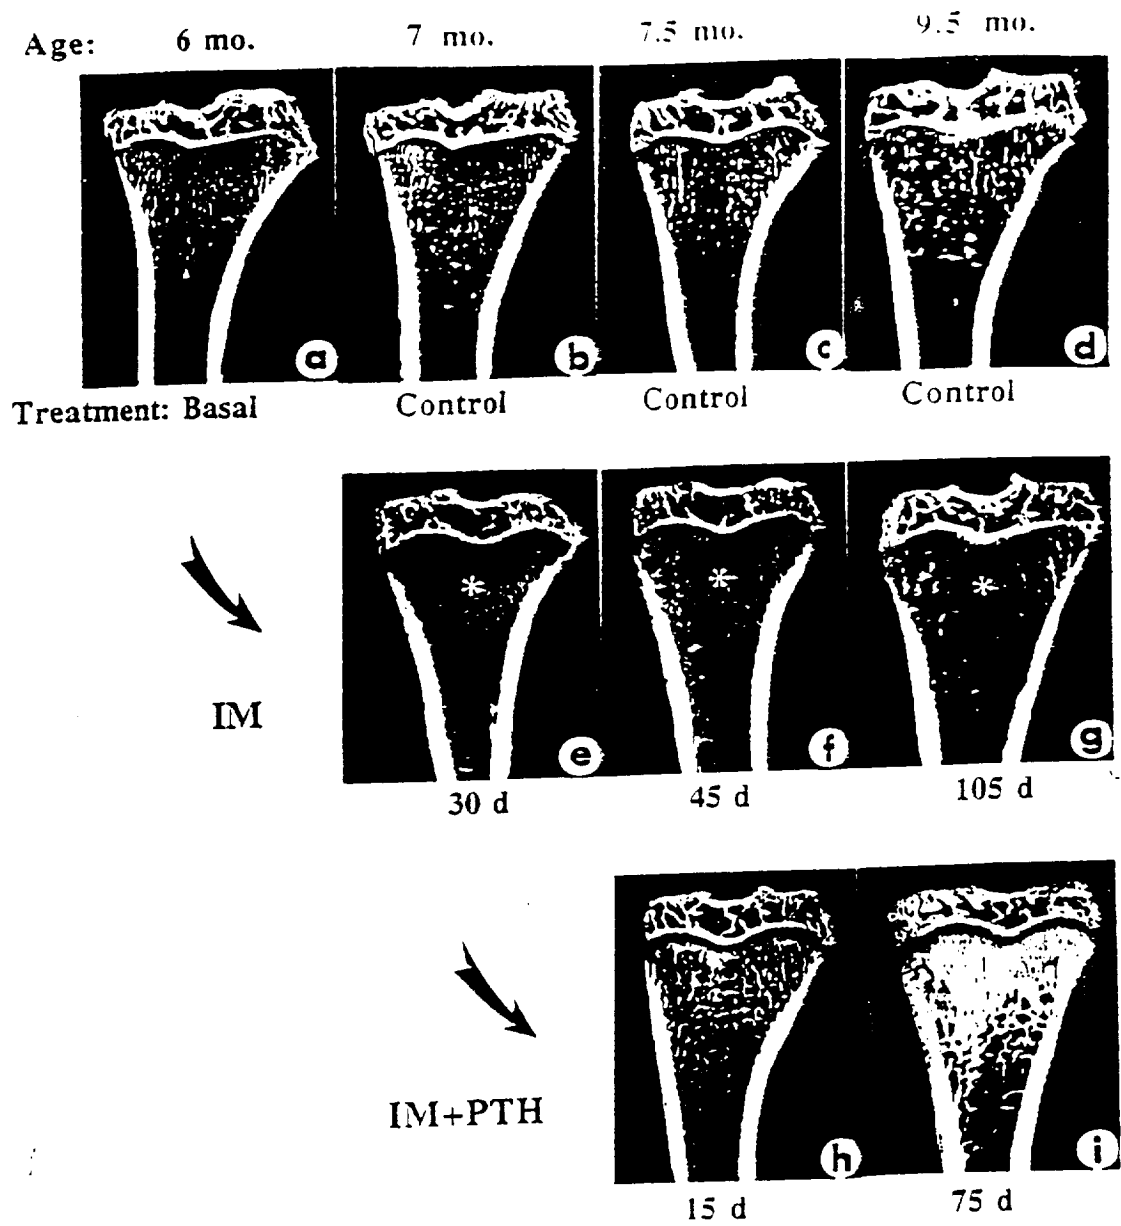 Age: 6 mo. 7 mo. 7.5 mo. 9.5 mo.
a b c d
Treatment: Basal Control Control Control
* * *
IM
e f g
30 d 45 d 105 d
IM+PTH
h i
15 d 75 d